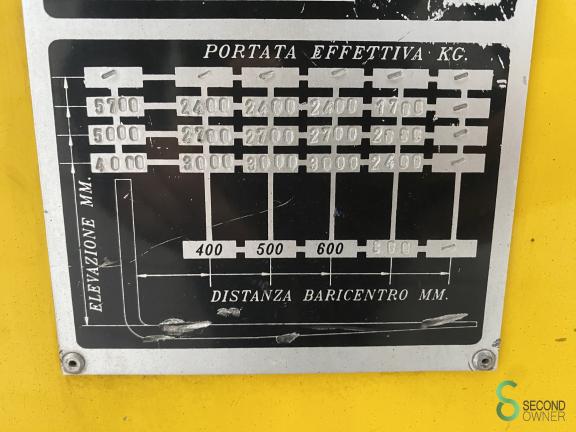 PORTATA EFFETTIVA KG.
- - - - - -
5700 2400 2400 2400 1700 -
5000 2700 2700 2700 2000 -
4000 3000 3000 3000 2400 -
400 500 600 -
ELEVAZIONE MM.
DISTANZA BARICENTRO MM.
SECOND
OWNER